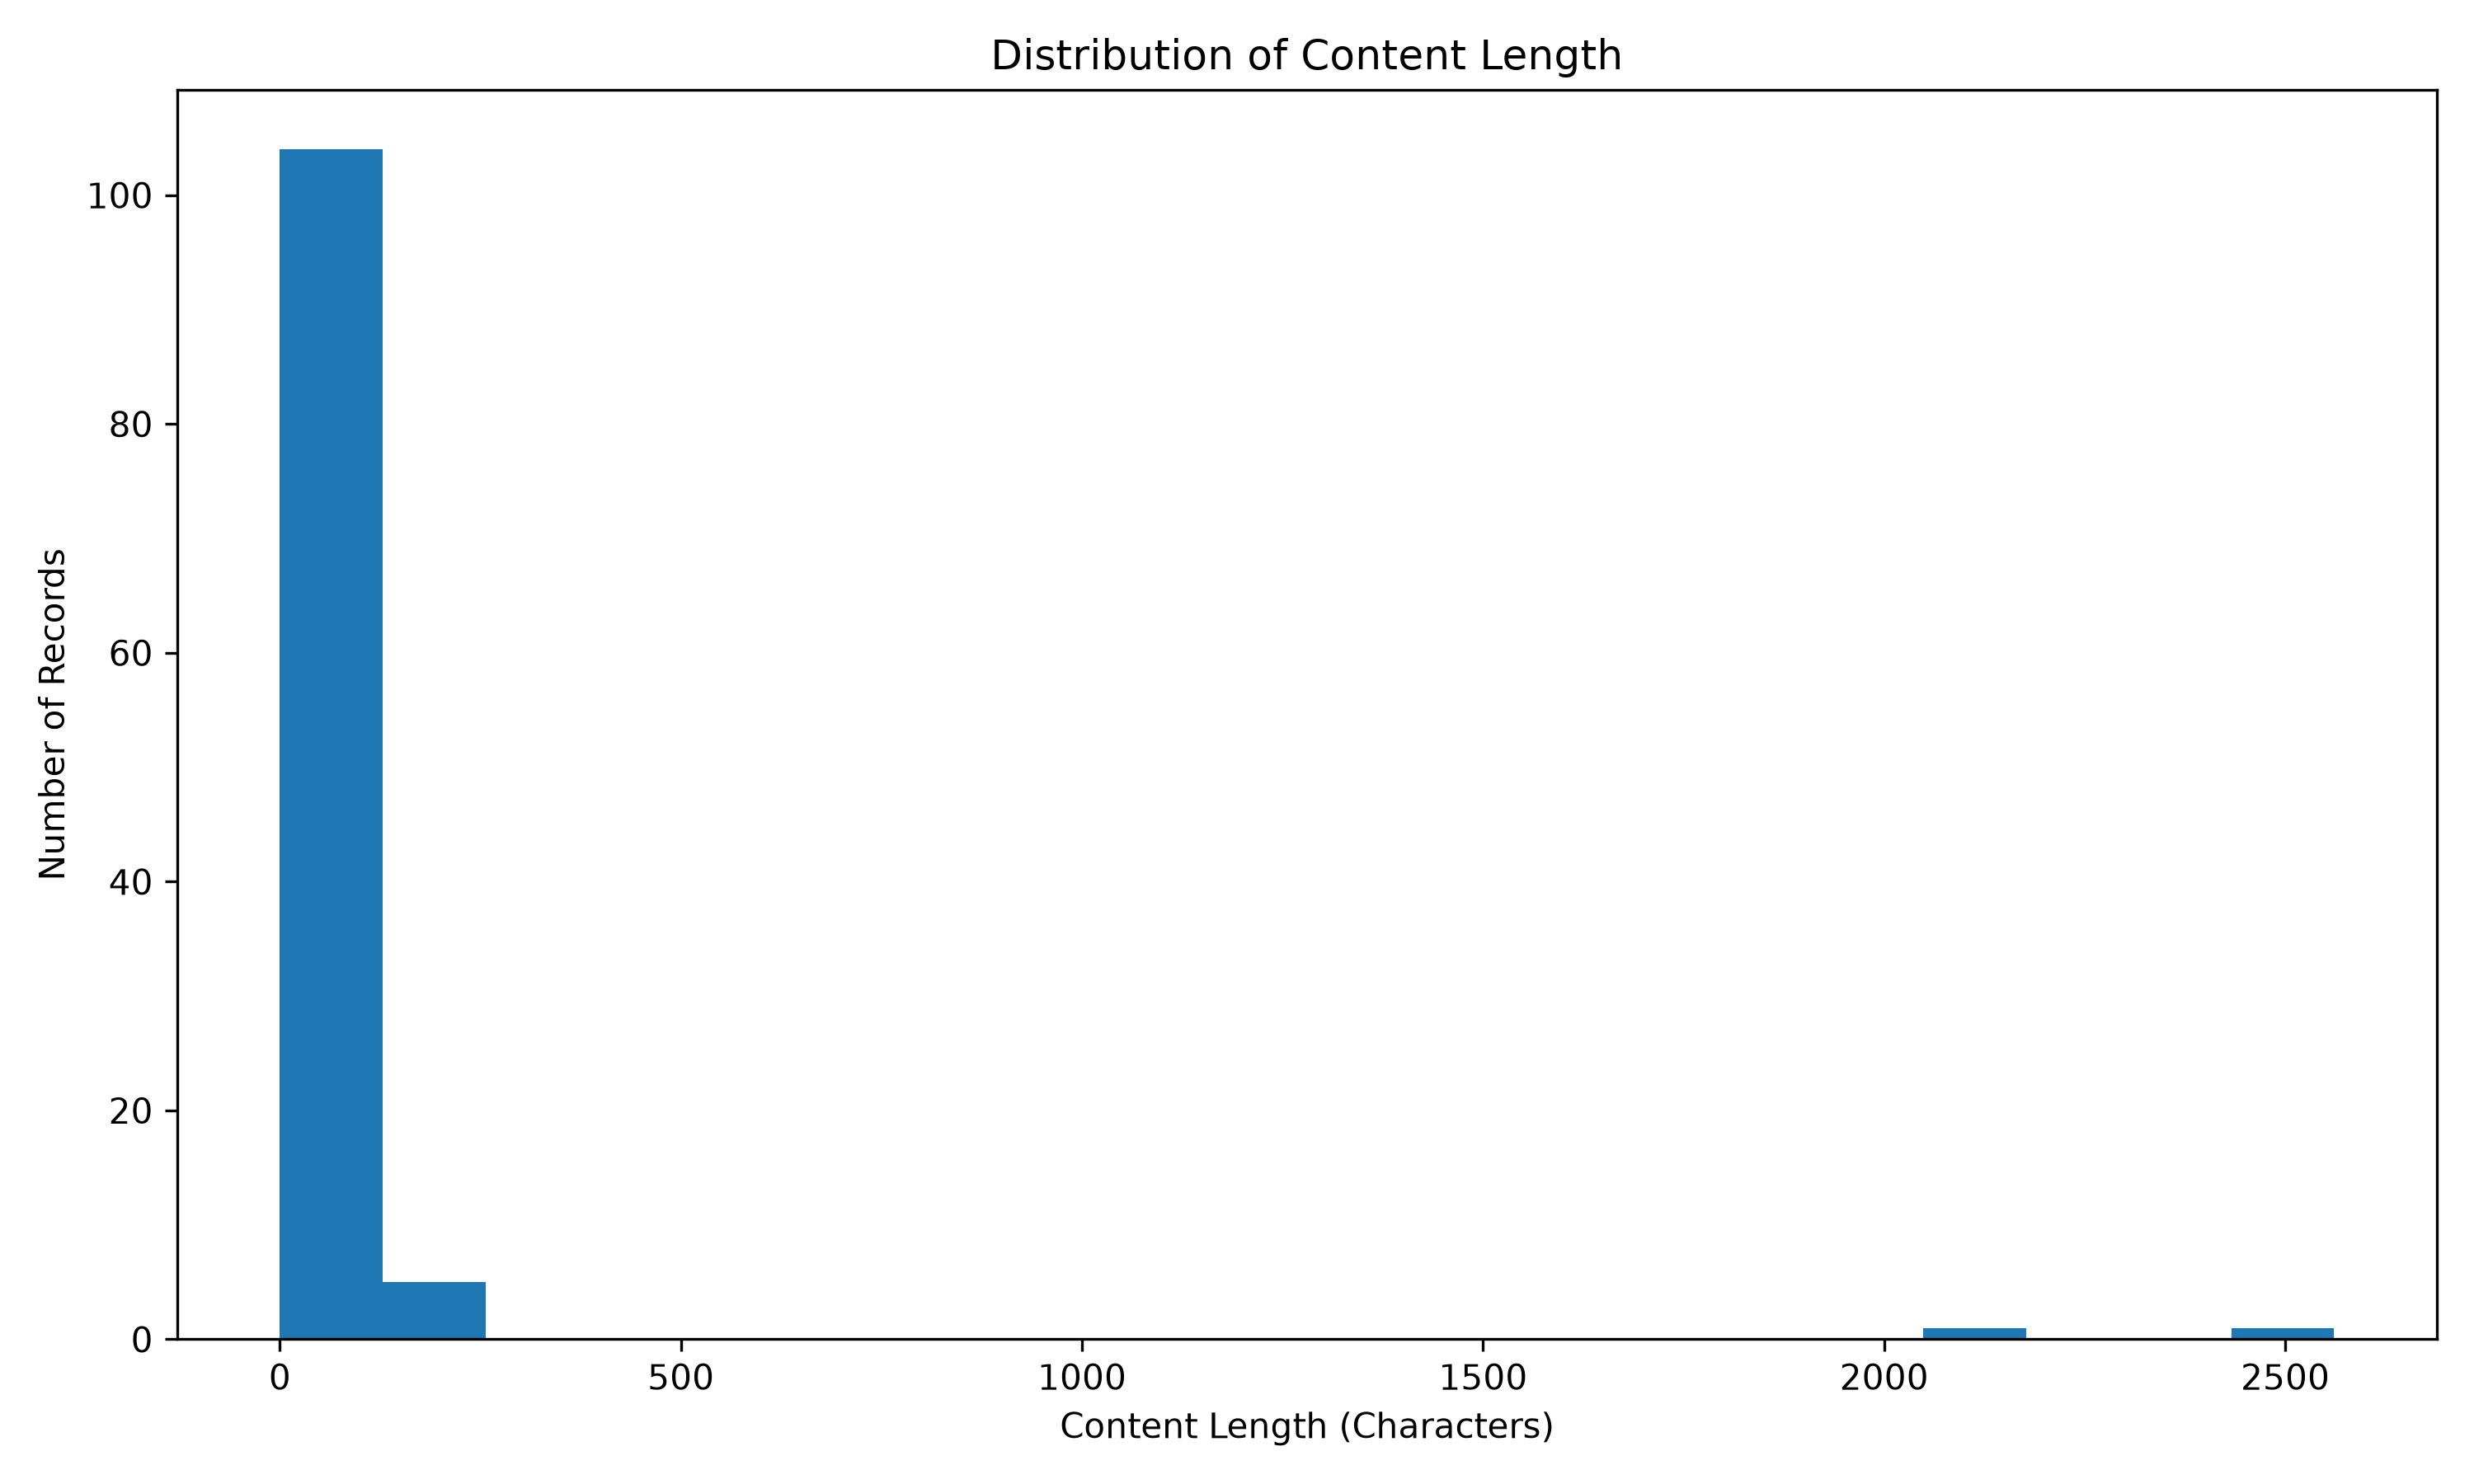 Distribution of Content Length
Number of Records
100
80
60
40
20
0
0 500 1000 1500 2000 2500
Content Length (Characters)